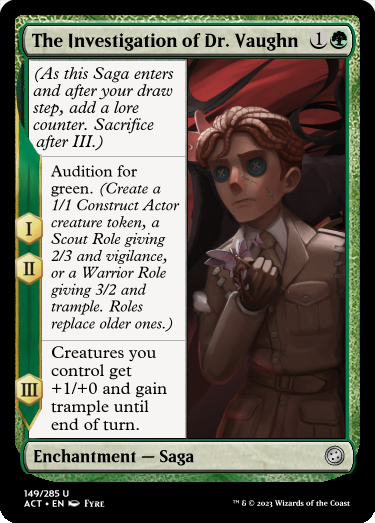 The Investigation of Dr. Vaughn 1
(As this Saga enters
and after your draw
step, add a lore
counter. Sacrifice
after III.)
I
II
Audition for
green. (Create a
1/1 Construct Actor
creature token, a
Scout Role giving
2/3 and vigilance,
or a Warrior Role
giving 3/2 and
trample. Roles
replace older ones.)
III
Creatures you
control get
+1/+0 and gain
trample until
end of turn.
Enchantment — Saga
149/285 U
ACT • EN Fyre
™ & © 2023 Wizards of the Coast